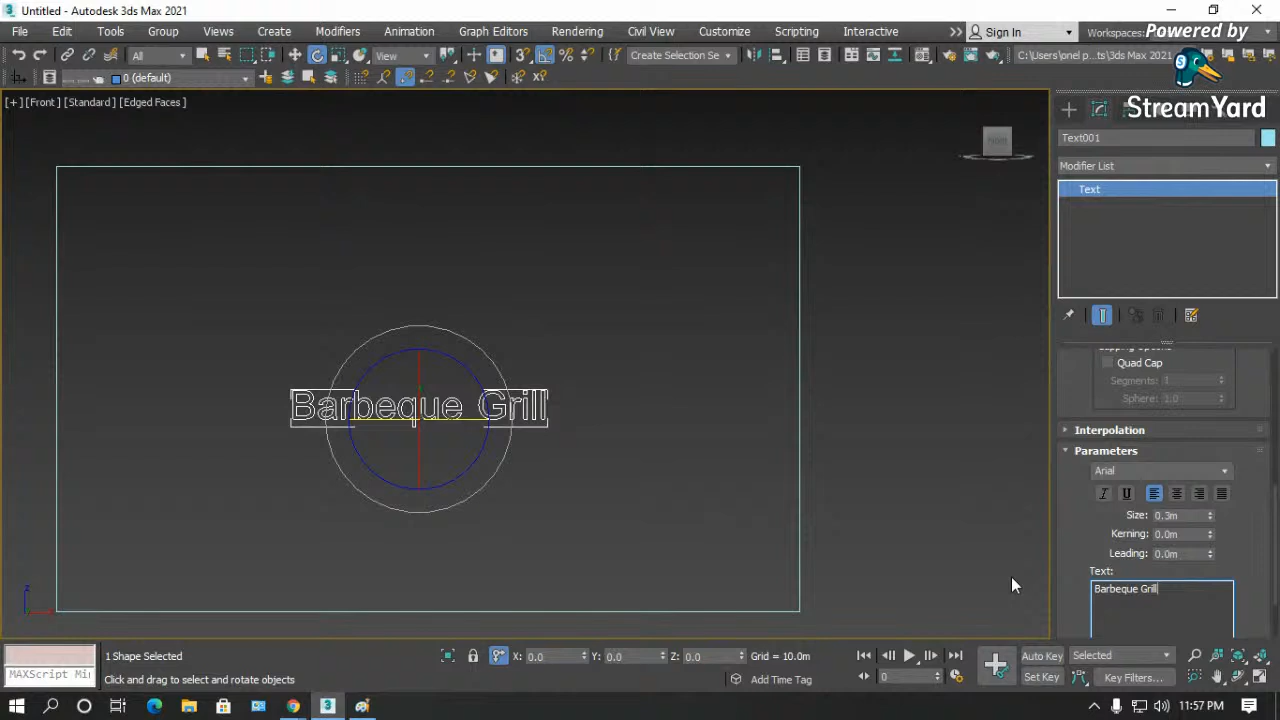 Untitled - Autodesk 3ds Max 2021
File Edit Tools Group Views Create Modifiers Animation Graph Editors Rendering Civil View Customize Scripting Interactive Sign In Workspaces:
Powered by
StreamYard
All View Create Selection Se C:\Users\onel p...ts\3ds Max 2021
0 (default)
[+] [Front] [Standard] [Edged Faces]
Text001
Modifier List
Text
Quad Cap
Segments: 1
Sphere: 1.0
Interpolation
Parameters
Arial
Size: 0.3m
Kerning: 0.0m
Leading: 0.0m
Text:
Barbeque Grill
Barbeque Grill
z
1 Shape Selected
X: 0.0 Y: 0.0 Z: 0.0 Grid = 10.0m
Auto Key Selected
MAXScript Mi
Click and drag to select and rotate objects
Add Time Tag
0
Set Key Key Filters...
11:57 PM